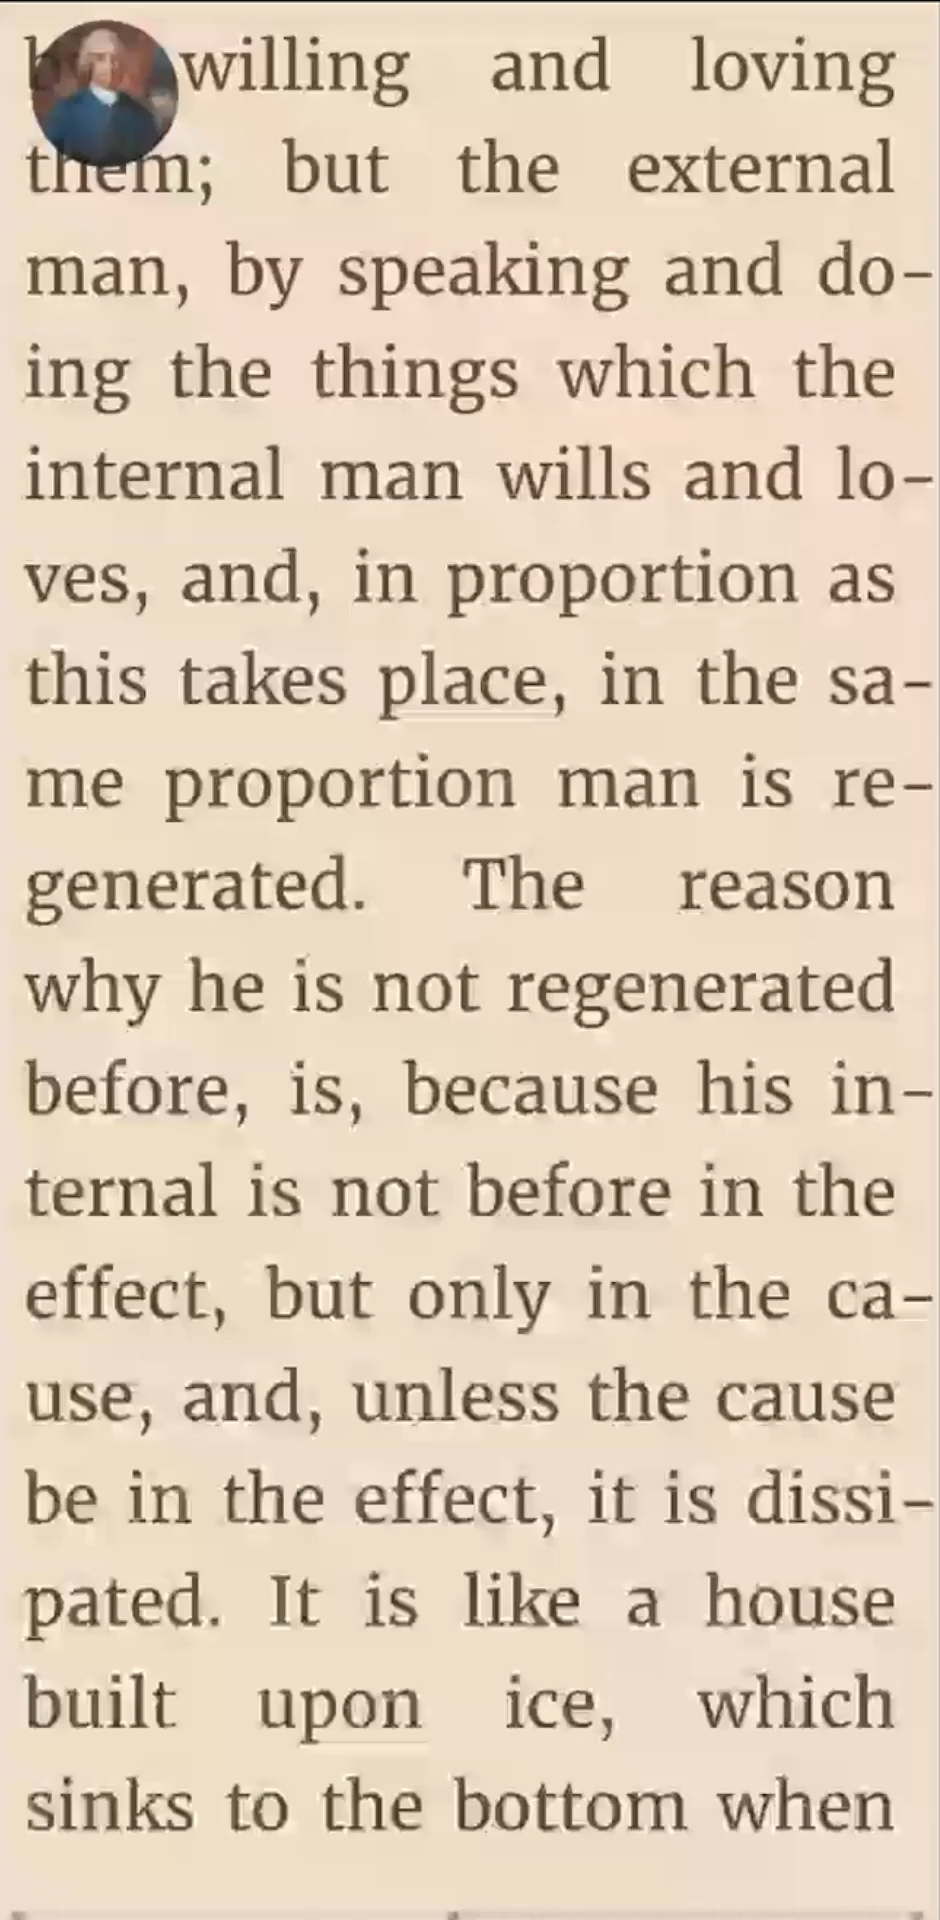 willing and loving
them; but the external
man, by speaking and do-
ing the things which the
internal man wills and lo-
ves, and, in proportion as
this takes place, in the sa-
me proportion man is re-
generated. The reason
why he is not regenerated
before, is, because his in-
ternal is not before in the
effect, but only in the ca-
use, and, unless the cause
be in the effect, it is dissi-
pated. It is like a house
built upon ice, which
sinks to the bottom when